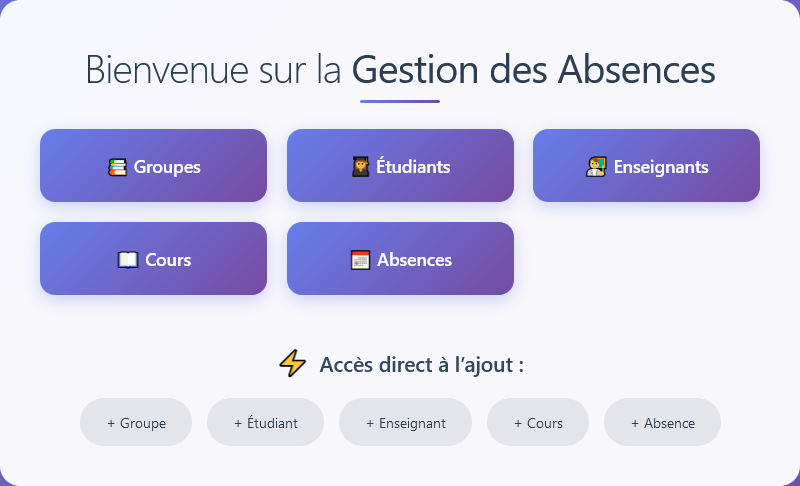 Bienvenue sur la Gestion des Absences
Groupes
Étudiants
Enseignants
Cours
Absences
Accès direct à l’ajout :
+ Groupe
+ Étudiant
+ Enseignant
+ Cours
+ Absence